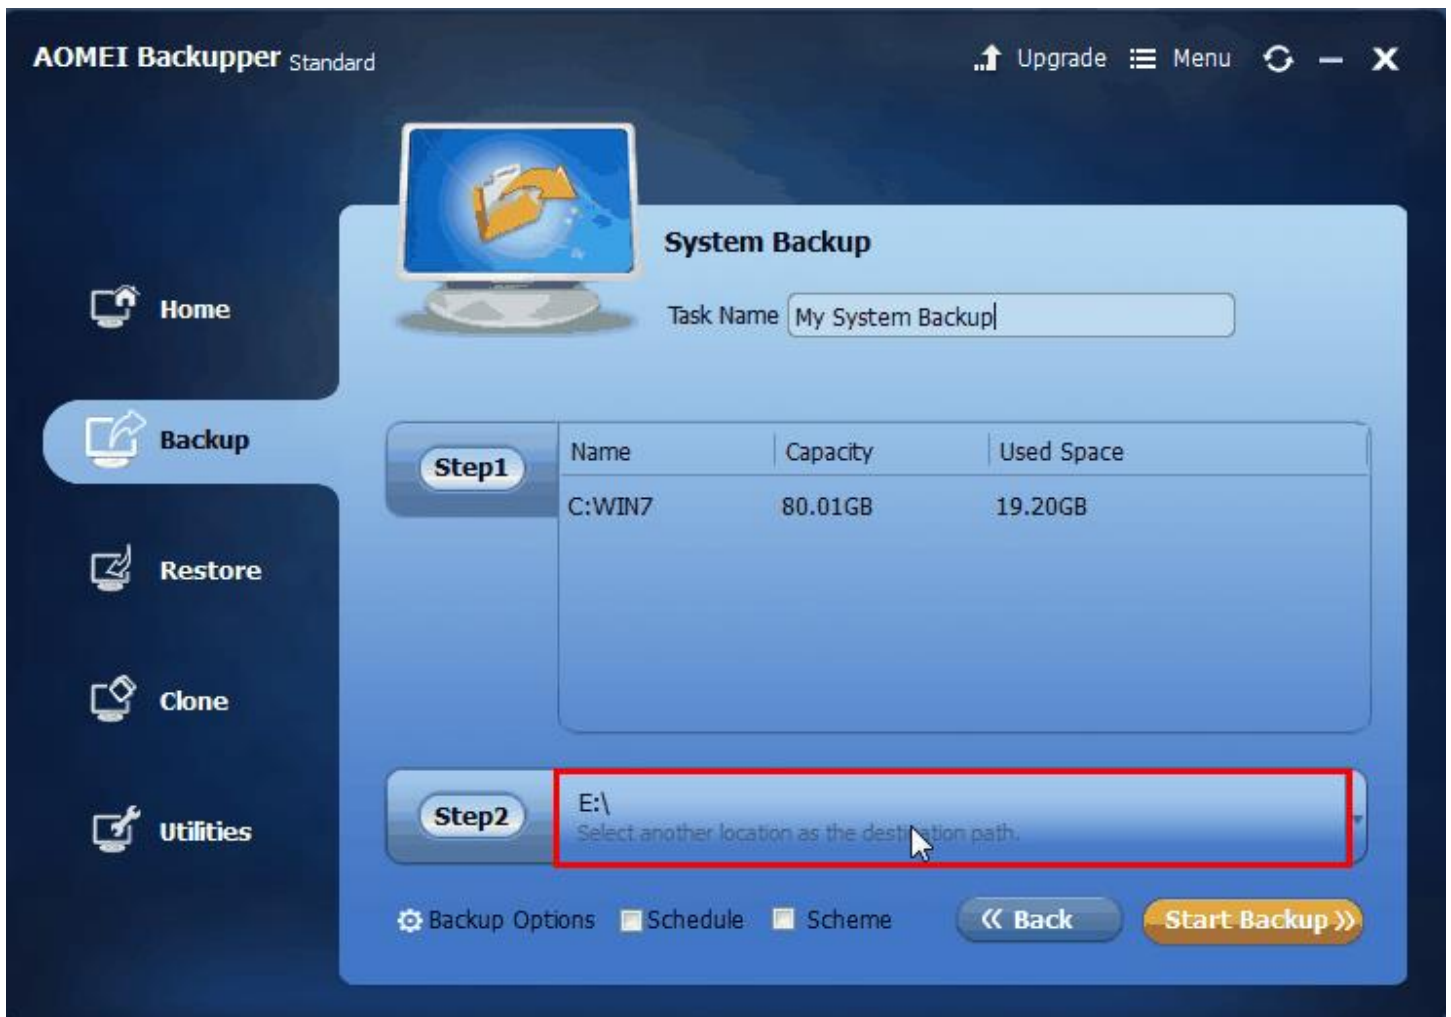 AOMEI Backupper Standard
Upgrade Menu
System Backup
Task Name My System Backup
Home
Backup
Restore
Clone
Utilities
Step1
Name Capacity Used Space
C:WIN7 80.01GB 19.20GB
Step2
E:\
Select another location as the destination path.
Backup Options Schedule Scheme
Back Start Backup